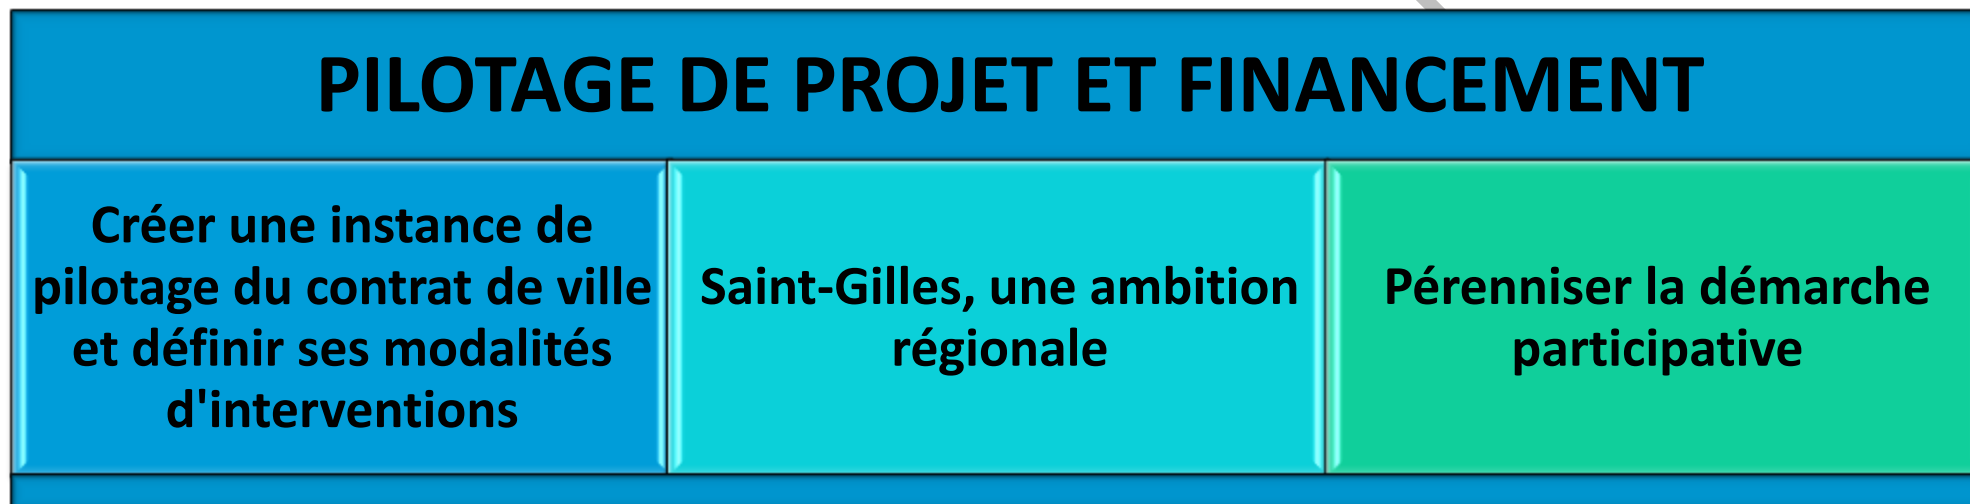 PILOTAGE DE PROJET ET FINANCEMENT
Créer une instance de
pilotage du contrat de ville
et définir ses modalités
d'interventions
Saint-Gilles, une ambition
régionale
Pérenniser la démarche
participative